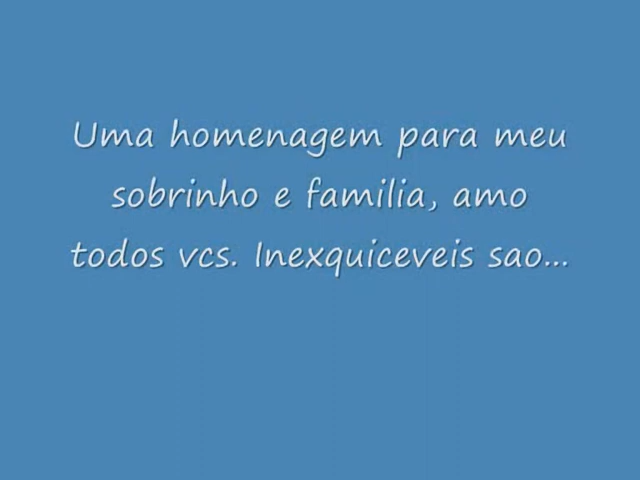 Uma homenagem para meu
sobrinho e familia, amo
todos vcs. Inexquiceveis sao...